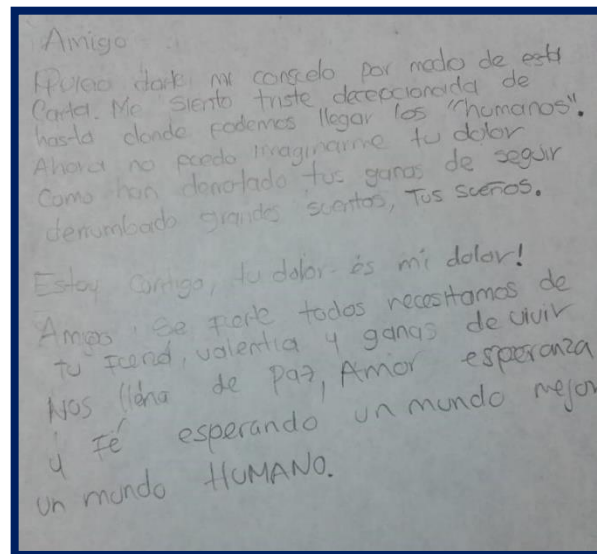 Amigo
Quiero darte mi consuelo por medio de esta
Carta. Me siento triste decepcionada de
hasta donde podemos llegar los "humanos".
Ahora no puedo imaginarme tu dolor
Como han derrotado tus ganas de seguir
derrumbado grandes sueños, Tus sueños.
Estoy Contigo, tu dolor es mi dolor!
Amigo Se fuerte todos necesitamos de
tu, valentia y ganas de vivir
NOS lléna de Paz, Amor esperanza
y Fé esperando un mundo mejor
un mundo HUMANO.